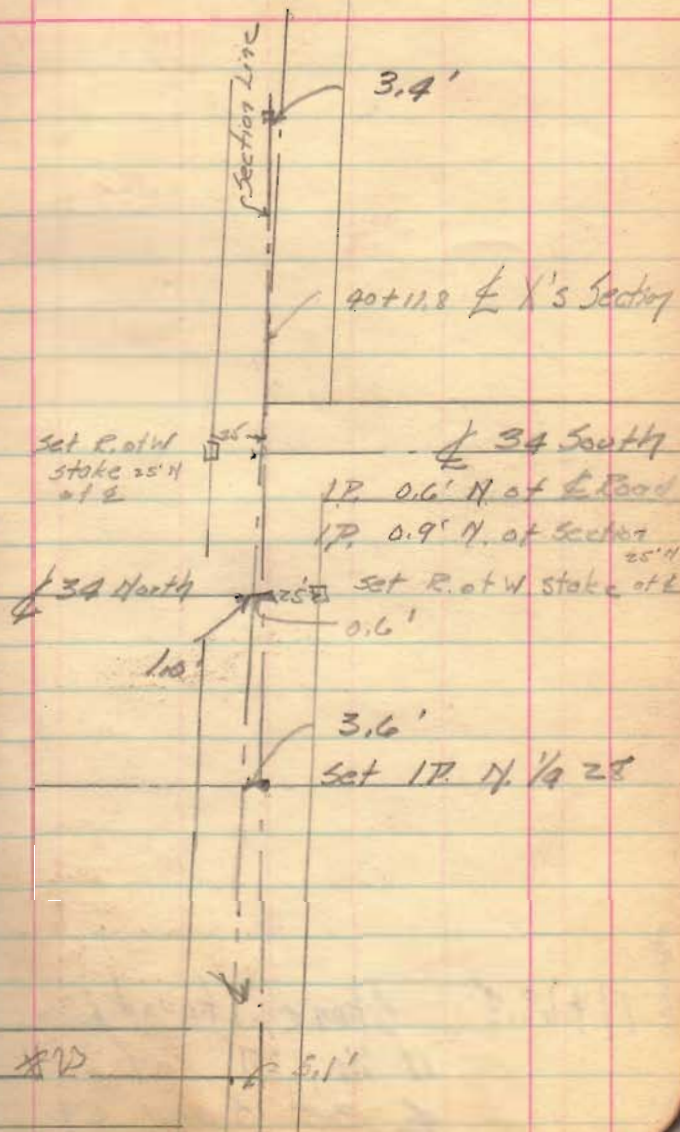 Section Line
3.4'
40+11.8 ℄ X's Section
25
℄ 34 South
set R. of W
stake 25' N
of ℄
I.P. 0.6' N. of ℄ Road
I.P. 0.9' N. of Section
25' N
℄ 34 North
25'
set R. of W stake of ℄
0.6'
1.0'
3.6'
set I.P. N. 1/4 28
℄
5.1'